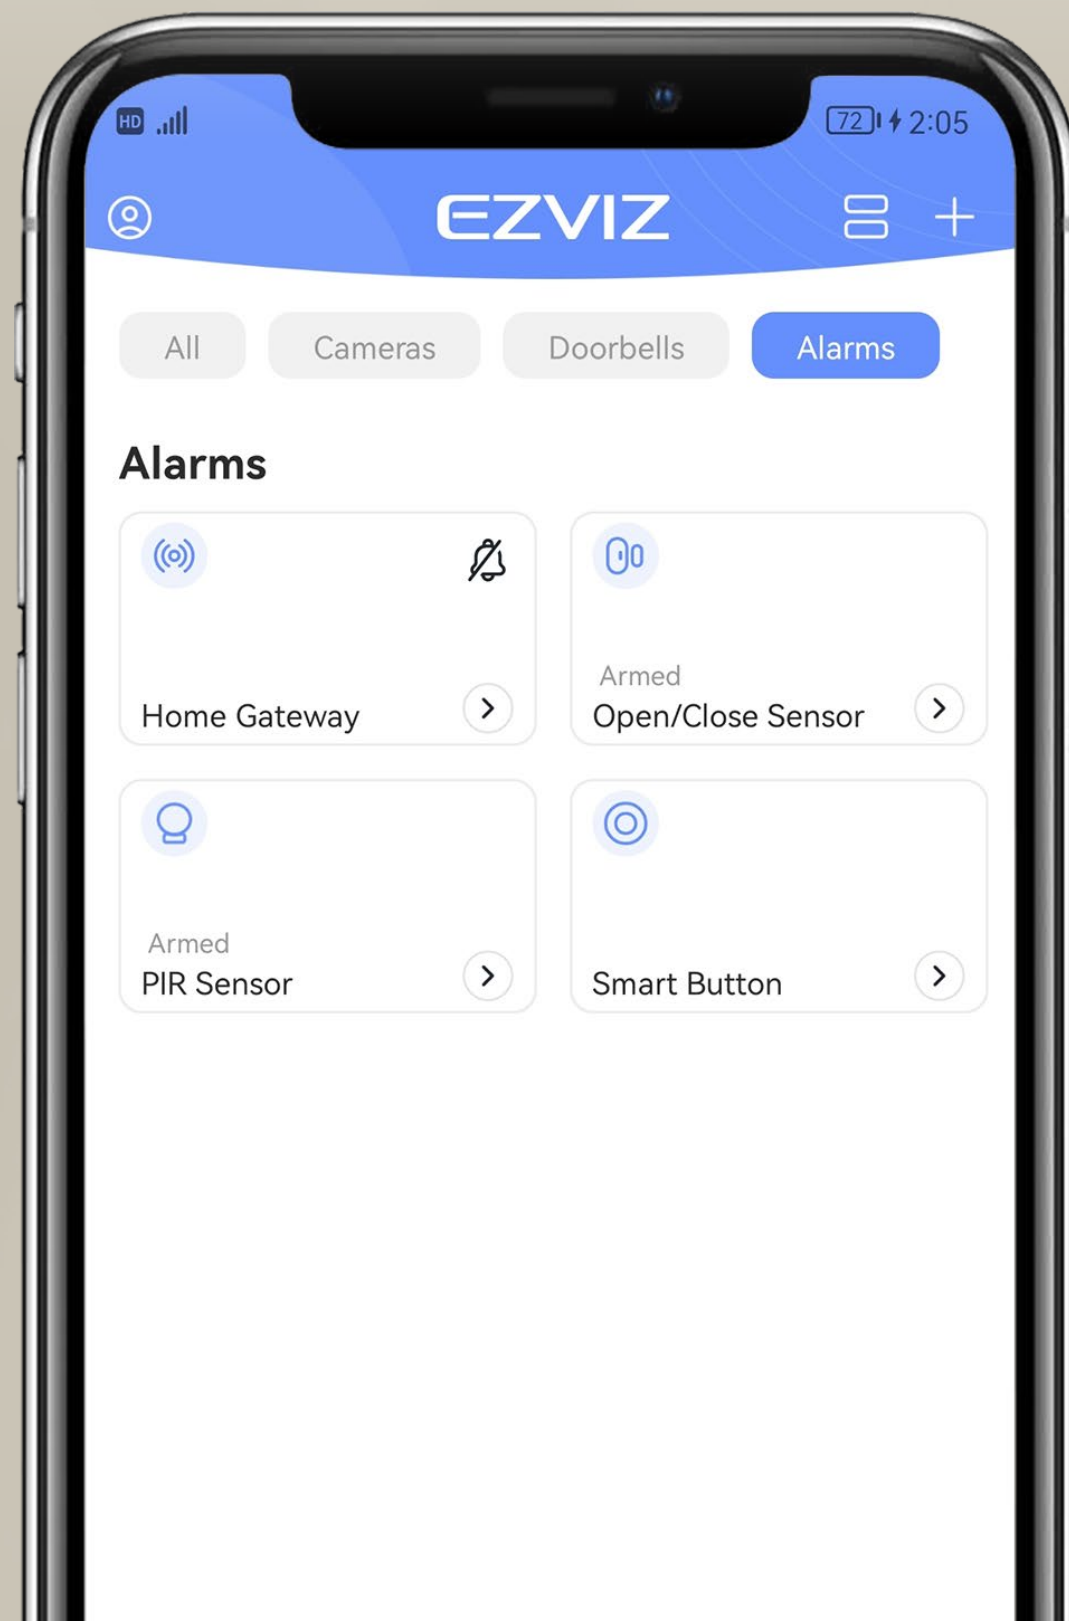 HD 72 2:05
EZVIZ
All Cameras Doorbells Alarms
Alarms
Home Gateway
Armed
Open/Close Sensor
Armed
PIR Sensor
Smart Button